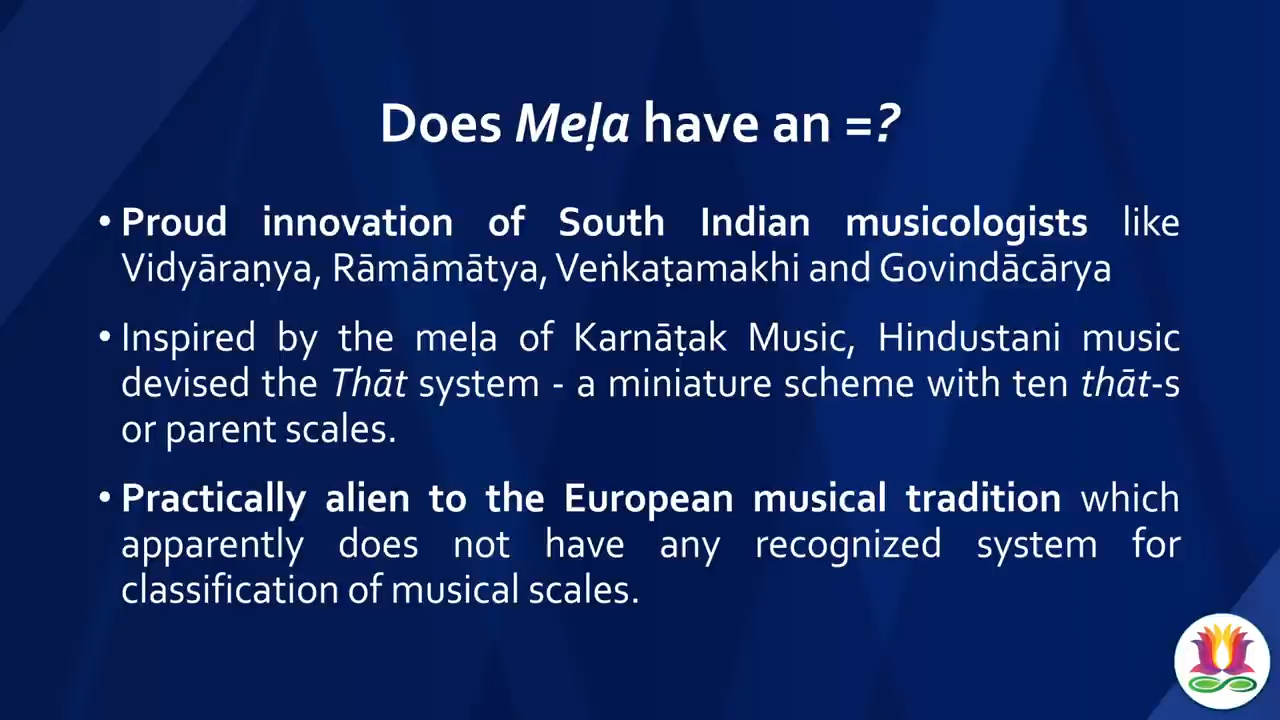 Does Meḷa have an =?
• Proud innovation of South Indian musicologists like
Vidyāraṇya, Rāmāmātya, Veṅkaṭamakhi and Govindācārya
• Inspired by the meḷa of Karnāṭak Music, Hindustani music
devised the Thāt system - a miniature scheme with ten thāt-s
or parent scales.
• Practically alien to the European musical tradition which
apparently does not have any recognized system for
classification of musical scales.